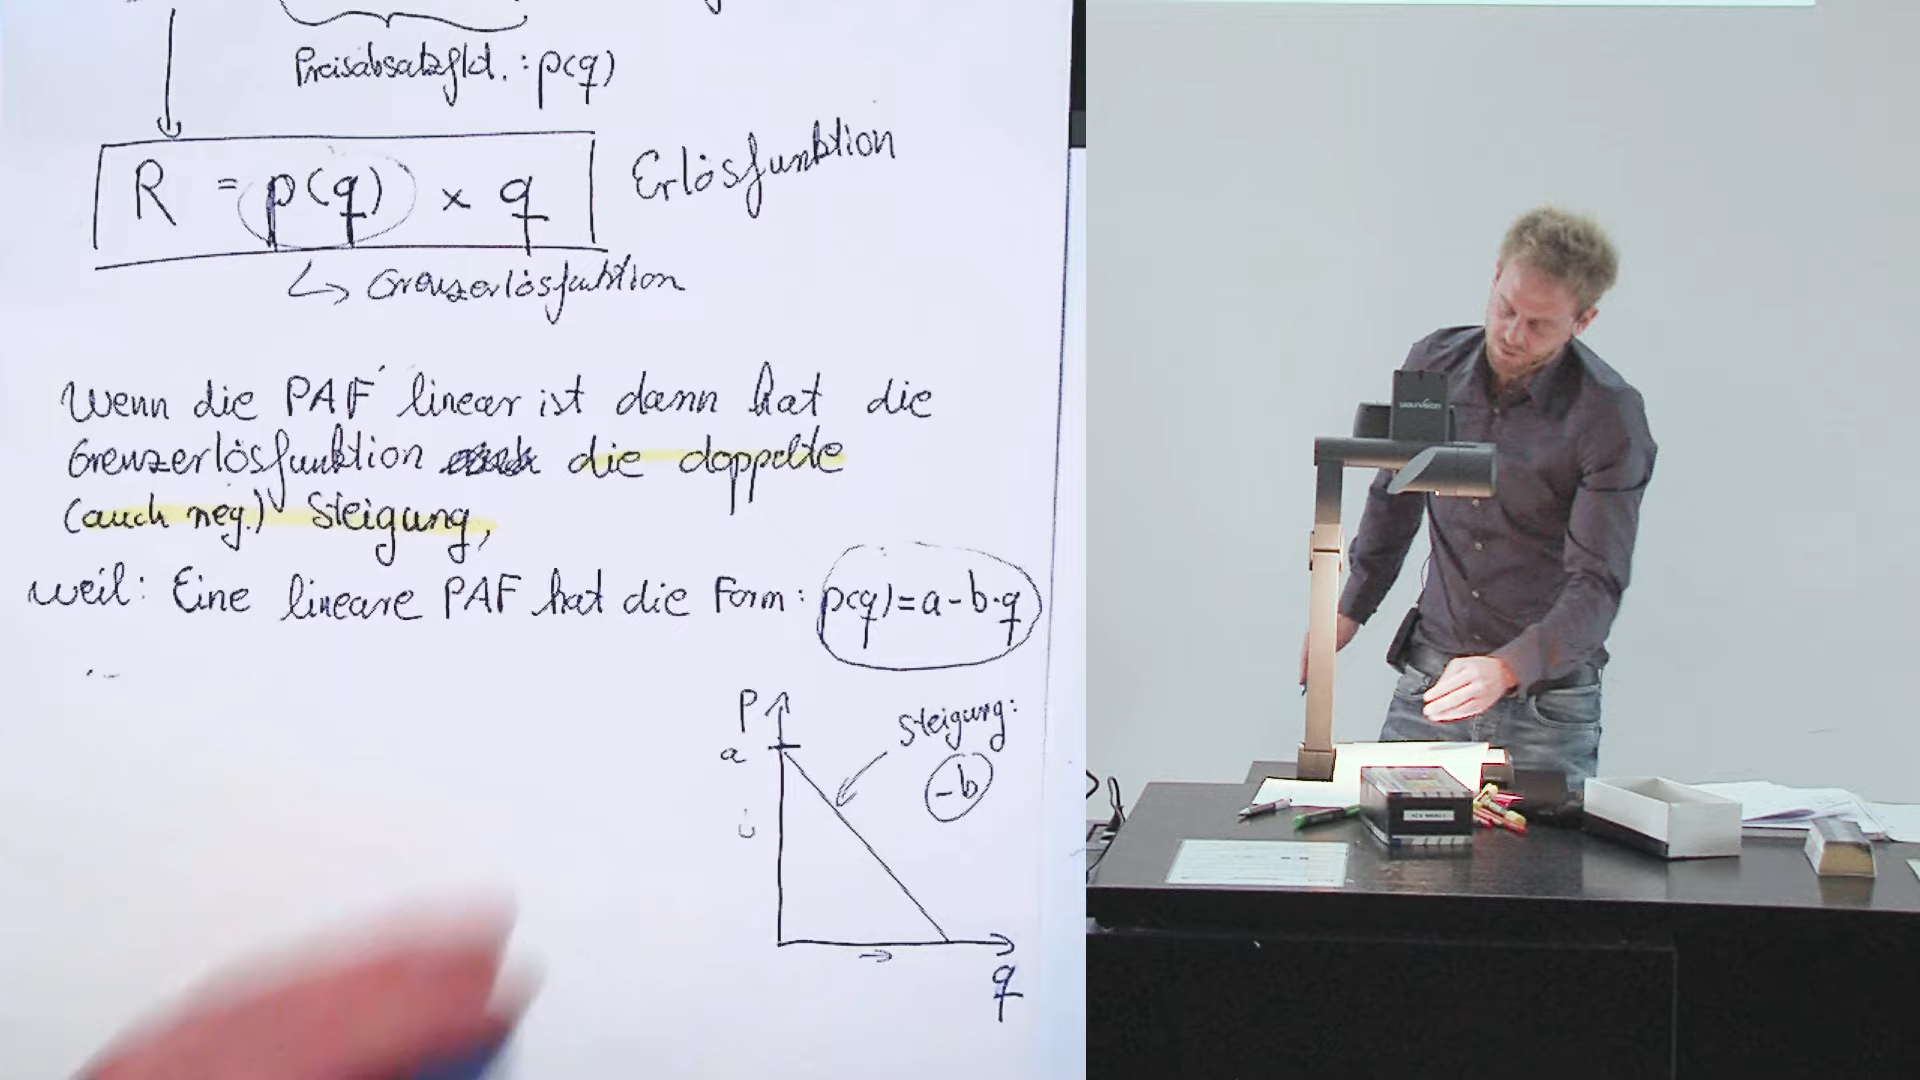 Preisabsatzfkt. : p(q)
R = p(q) × q
Erlösfunktion
↳ Grenzerlösfunktion
Wenn die PAF linear ist dann hat die
Grenzerlösfunktion die doppelte
(auch neg.) Steigung,
weil: Eine lineare PAF hat die Form: p(q) = a - b · q
P
a
Steigung:
-b
q
wolfvision